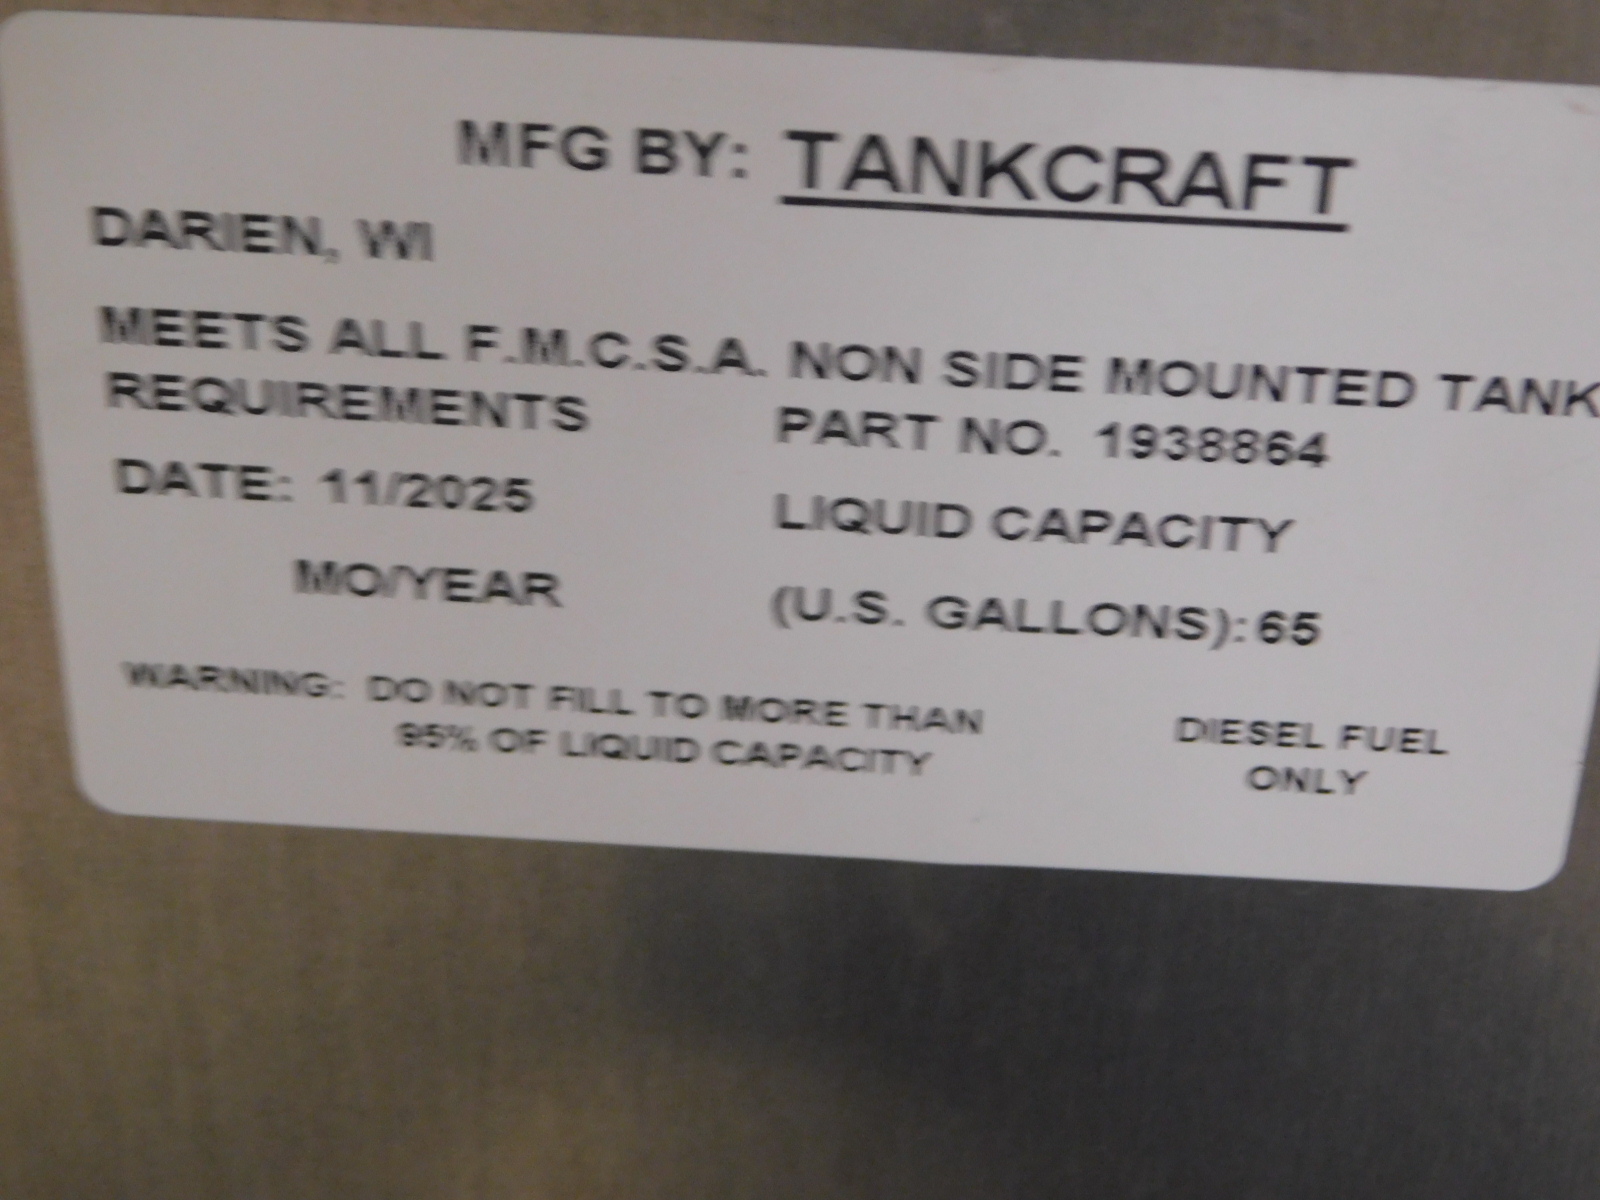 MFG BY: TANKCRAFT
DARIEN, WI
MEETS ALL F.M.C.S.A. NON SIDE MOUNTED TANK
REQUIREMENTS PART NO. 1938864
DATE: 11/2025 LIQUID CAPACITY
MO/YEAR (U.S. GALLONS): 65
WARNING: DO NOT FILL TO MORE THAN
95% OF LIQUID CAPACITY
DIESEL FUEL
ONLY